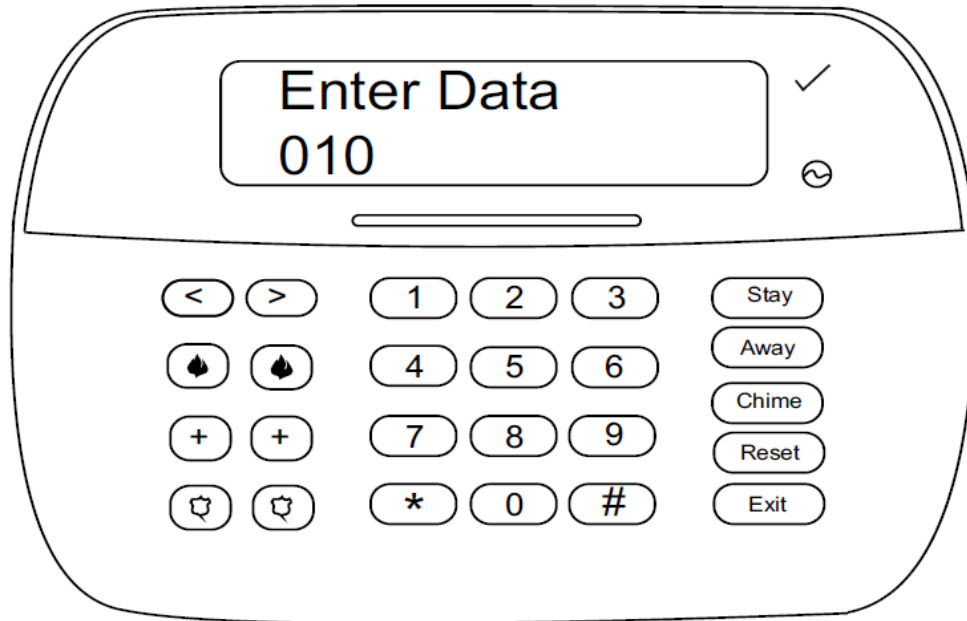 Enter Data
010
< > 1 2 3 Stay
4 5 6 Away
Chime
+ + 7 8 9
Reset
* 0 # Exit